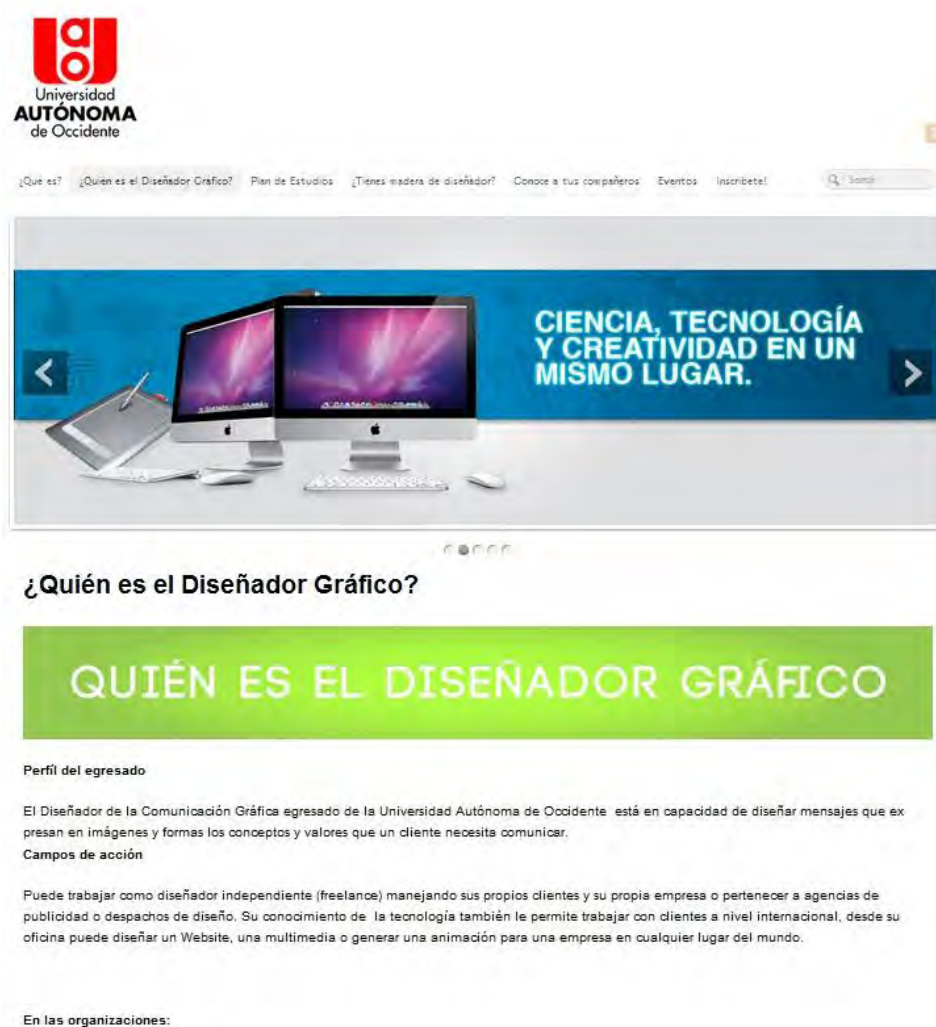 uao
Universidad
AUTÓNOMA
de Occidente
¿Que es? ¿Quien es el Diseñador Grafico? Plan de Estudios ¿Tienes madera de diseñador? Conoce a tus compañeros Eventos Inscribete!
CIENCIA, TECNOLOGÍA
Y CREATIVIDAD EN UN
MISMO LUGAR.
¿Quién es el Diseñador Gráfico?
QUIÉN ES EL DISEÑADOR GRÁFICO
Perfíl del egresado
El Diseñador de la Comunicación Gráfica egresado de la Universidad Autónoma de Occidente está en capacidad de diseñar mensajes que ex
presan en imágenes y formas los conceptos y valores que un cliente necesita comunicar.
Campos de acción
Puede trabajar como diseñador independiente (freelance) manejando sus propios clientes y su propia empresa o pertenecer a agencias de
publicidad o despachos de diseño. Su conocimiento de la tecnología también le permite trabajar con clientes a nivel internacional, desde su
oficina puede diseñar un Website, una multimedia o generar una animación para una empresa en cualquier lugar del mundo.
En las organizaciones: